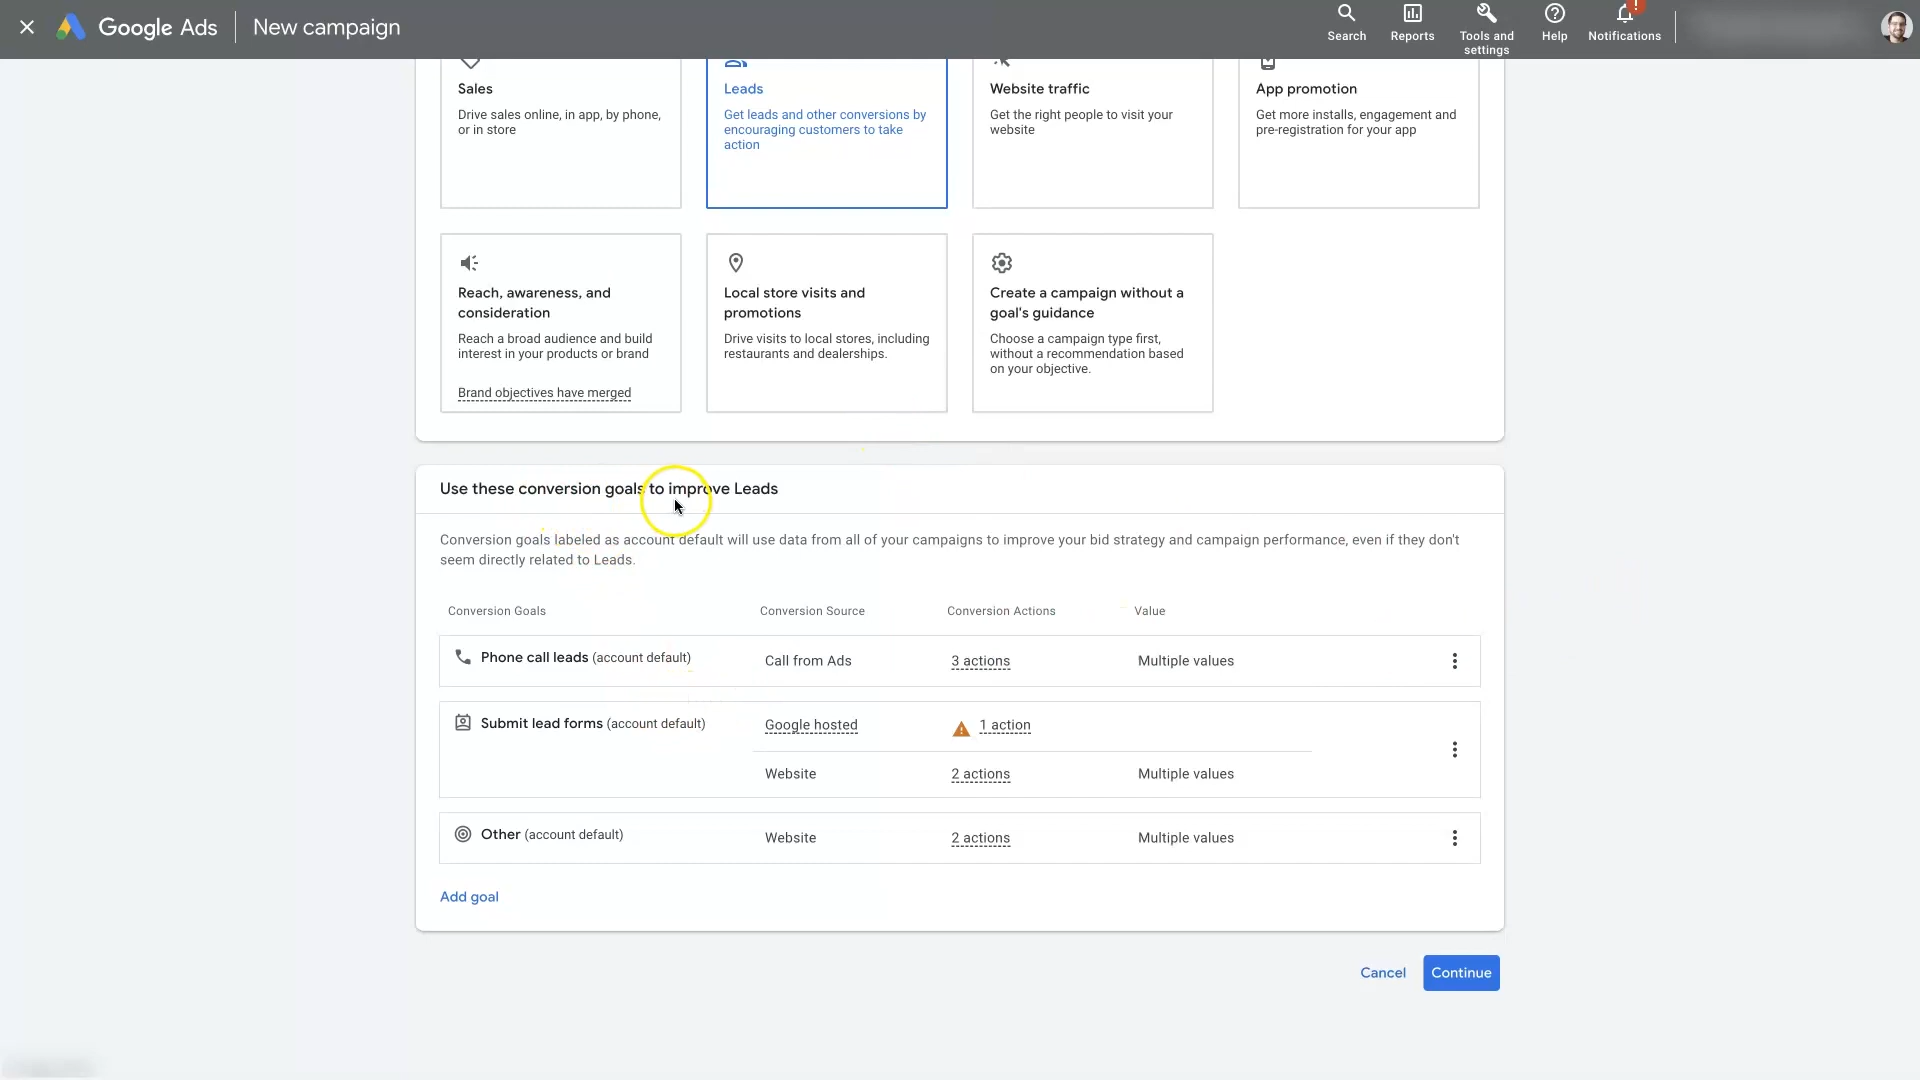 Google Ads
New campaign
Search
Reports
Tools and
settings
Help
Notifications
!
Sales
Drive sales online, in app, by phone,
or in store
Leads
Get leads and other conversions by
encouraging customers to take
action
Website traffic
Get the right people to visit your
website
App promotion
Get more installs, engagement and
pre-registration for your app
Reach, awareness, and
consideration
Reach a broad audience and build
interest in your products or brand
Brand objectives have merged
Local store visits and
promotions
Drive visits to local stores, including
restaurants and dealerships.
Create a campaign without a
goal's guidance
Choose a campaign type first,
without a recommendation based
on your objective.
Use these conversion goals to improve Leads
Conversion goals labeled as account default will use data from all of your campaigns to improve your bid strategy and campaign performance, even if they don't
seem directly related to Leads.
Conversion Goals
Conversion Source
Conversion Actions
Value
Phone call leads (account default)
Call from Ads
3 actions
Multiple values
Submit lead forms (account default)
Google hosted
1 action
Website
2 actions
Multiple values
Other (account default)
Website
2 actions
Multiple values
Add goal
Cancel
Continue